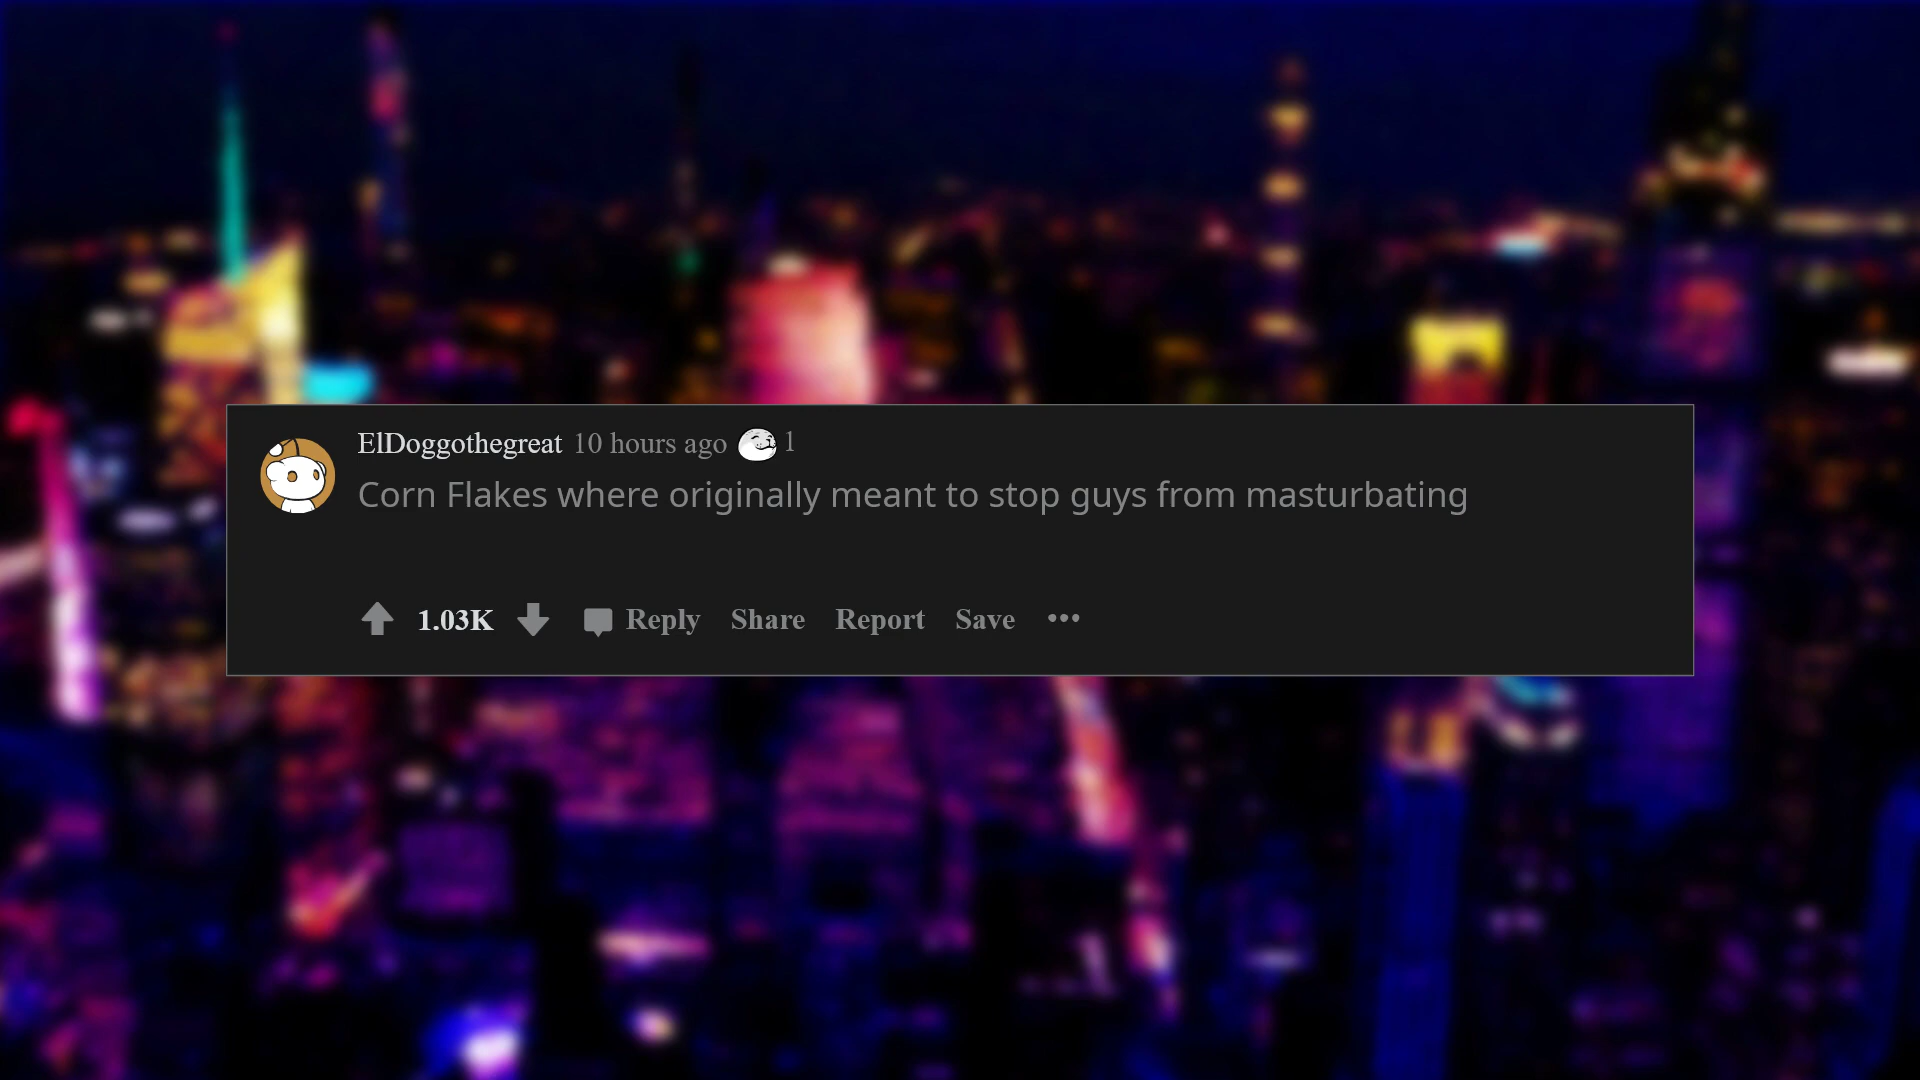 ElDoggothegreat 10 hours ago 1
Corn Flakes where originally meant to stop guys from masturbating
1.03K Reply Share Report Save •••